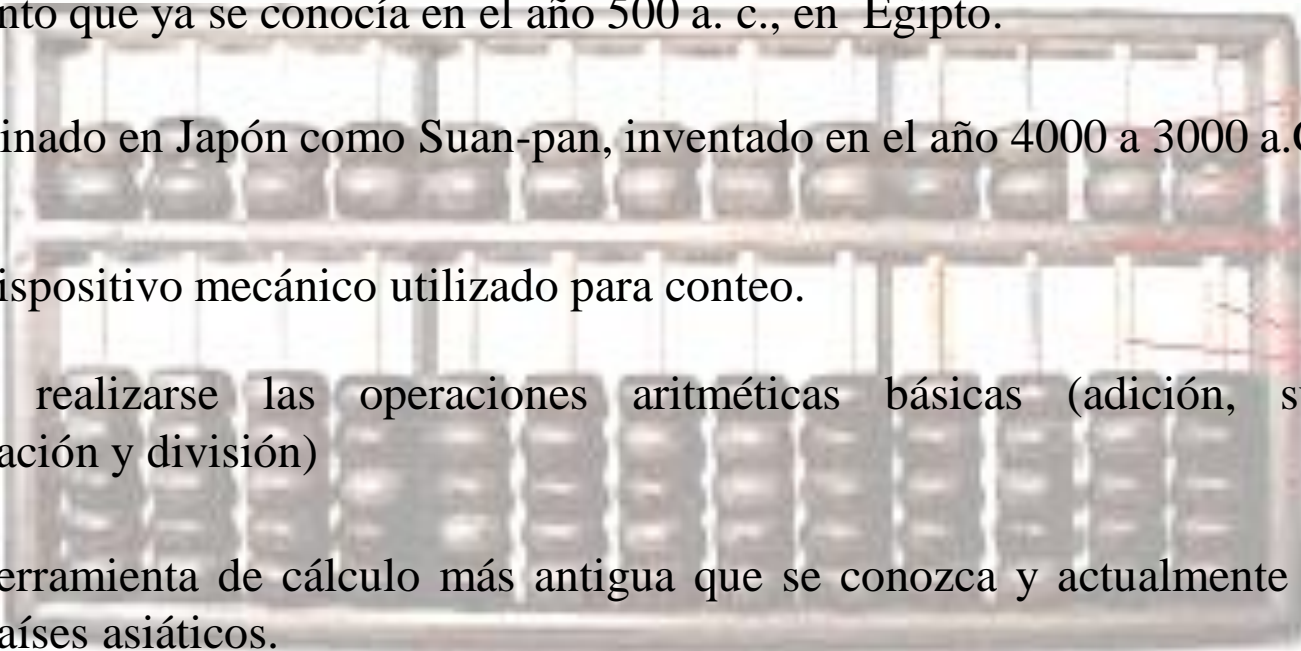 nto que ya se conocía en el año 500 a. c., en Egipto.
inado en Japón como Suan-pan, inventado en el año 4000 a 3000 a.C
ispositivo mecánico utilizado para conteo.
realizarse las operaciones aritméticas básicas (adición, s
ación y división)
erramienta de cálculo más antigua que se conozca y actualmente
aíses asiáticos.